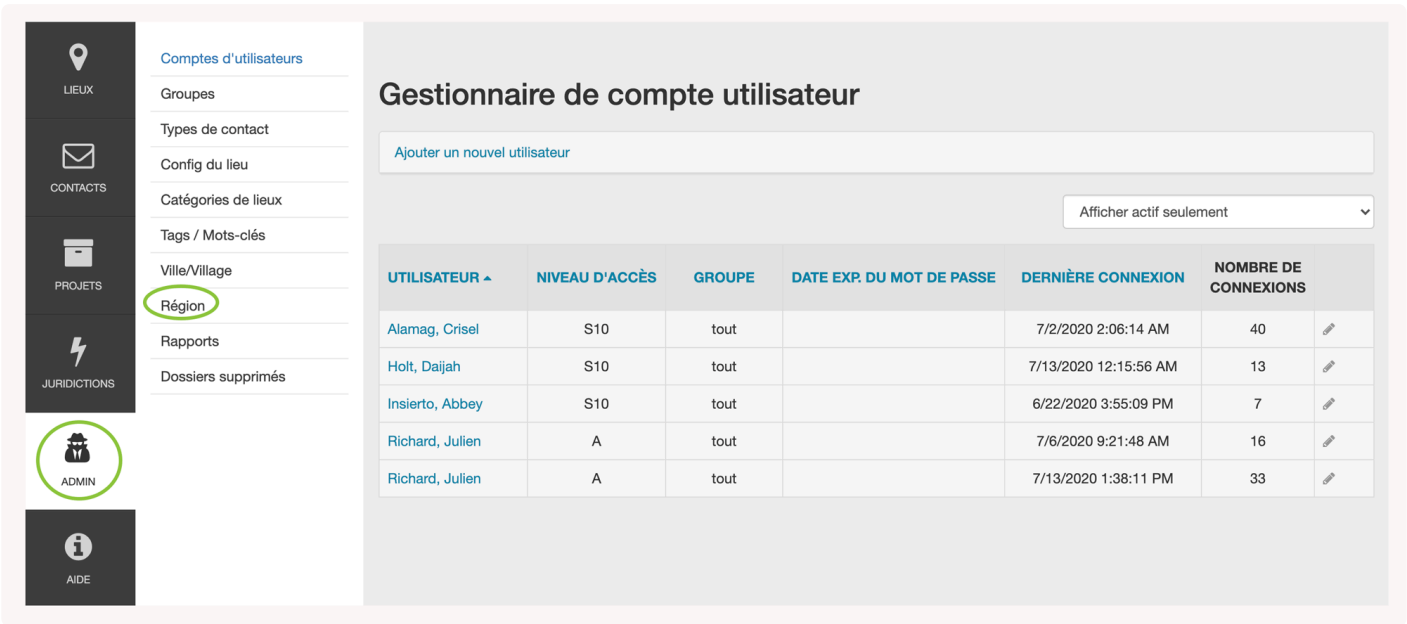 LIEUX
CONTACTS
PROJETS
JURIDICTIONS
ADMIN
AIDE
Comptes d'utilisateurs
Groupes
Types de contact
Config du lieu
Catégories de lieux
Tags / Mots-clés
Ville/Village
Région
Rapports
Dossiers supprimés
Gestionnaire de compte utilisateur
Ajouter un nouvel utilisateur
Afficher actif seulement
UTILISATEUR NIVEAU D'ACCÈS GROUPE DATE EXP. DU MOT DE PASSE DERNIÈRE CONNEXION NOMBRE DE
CONNEXIONS
Alamag, Crisel S10 tout 7/2/2020 2:06:14 AM 40
Holt, Daijah S10 tout 7/13/2020 12:15:56 AM 13
Insierto, Abbey S10 tout 6/22/2020 3:55:09 PM 7
Richard, Julien A tout 7/6/2020 9:21:48 AM 16
Richard, Julien A tout 7/13/2020 1:38:11 PM 33